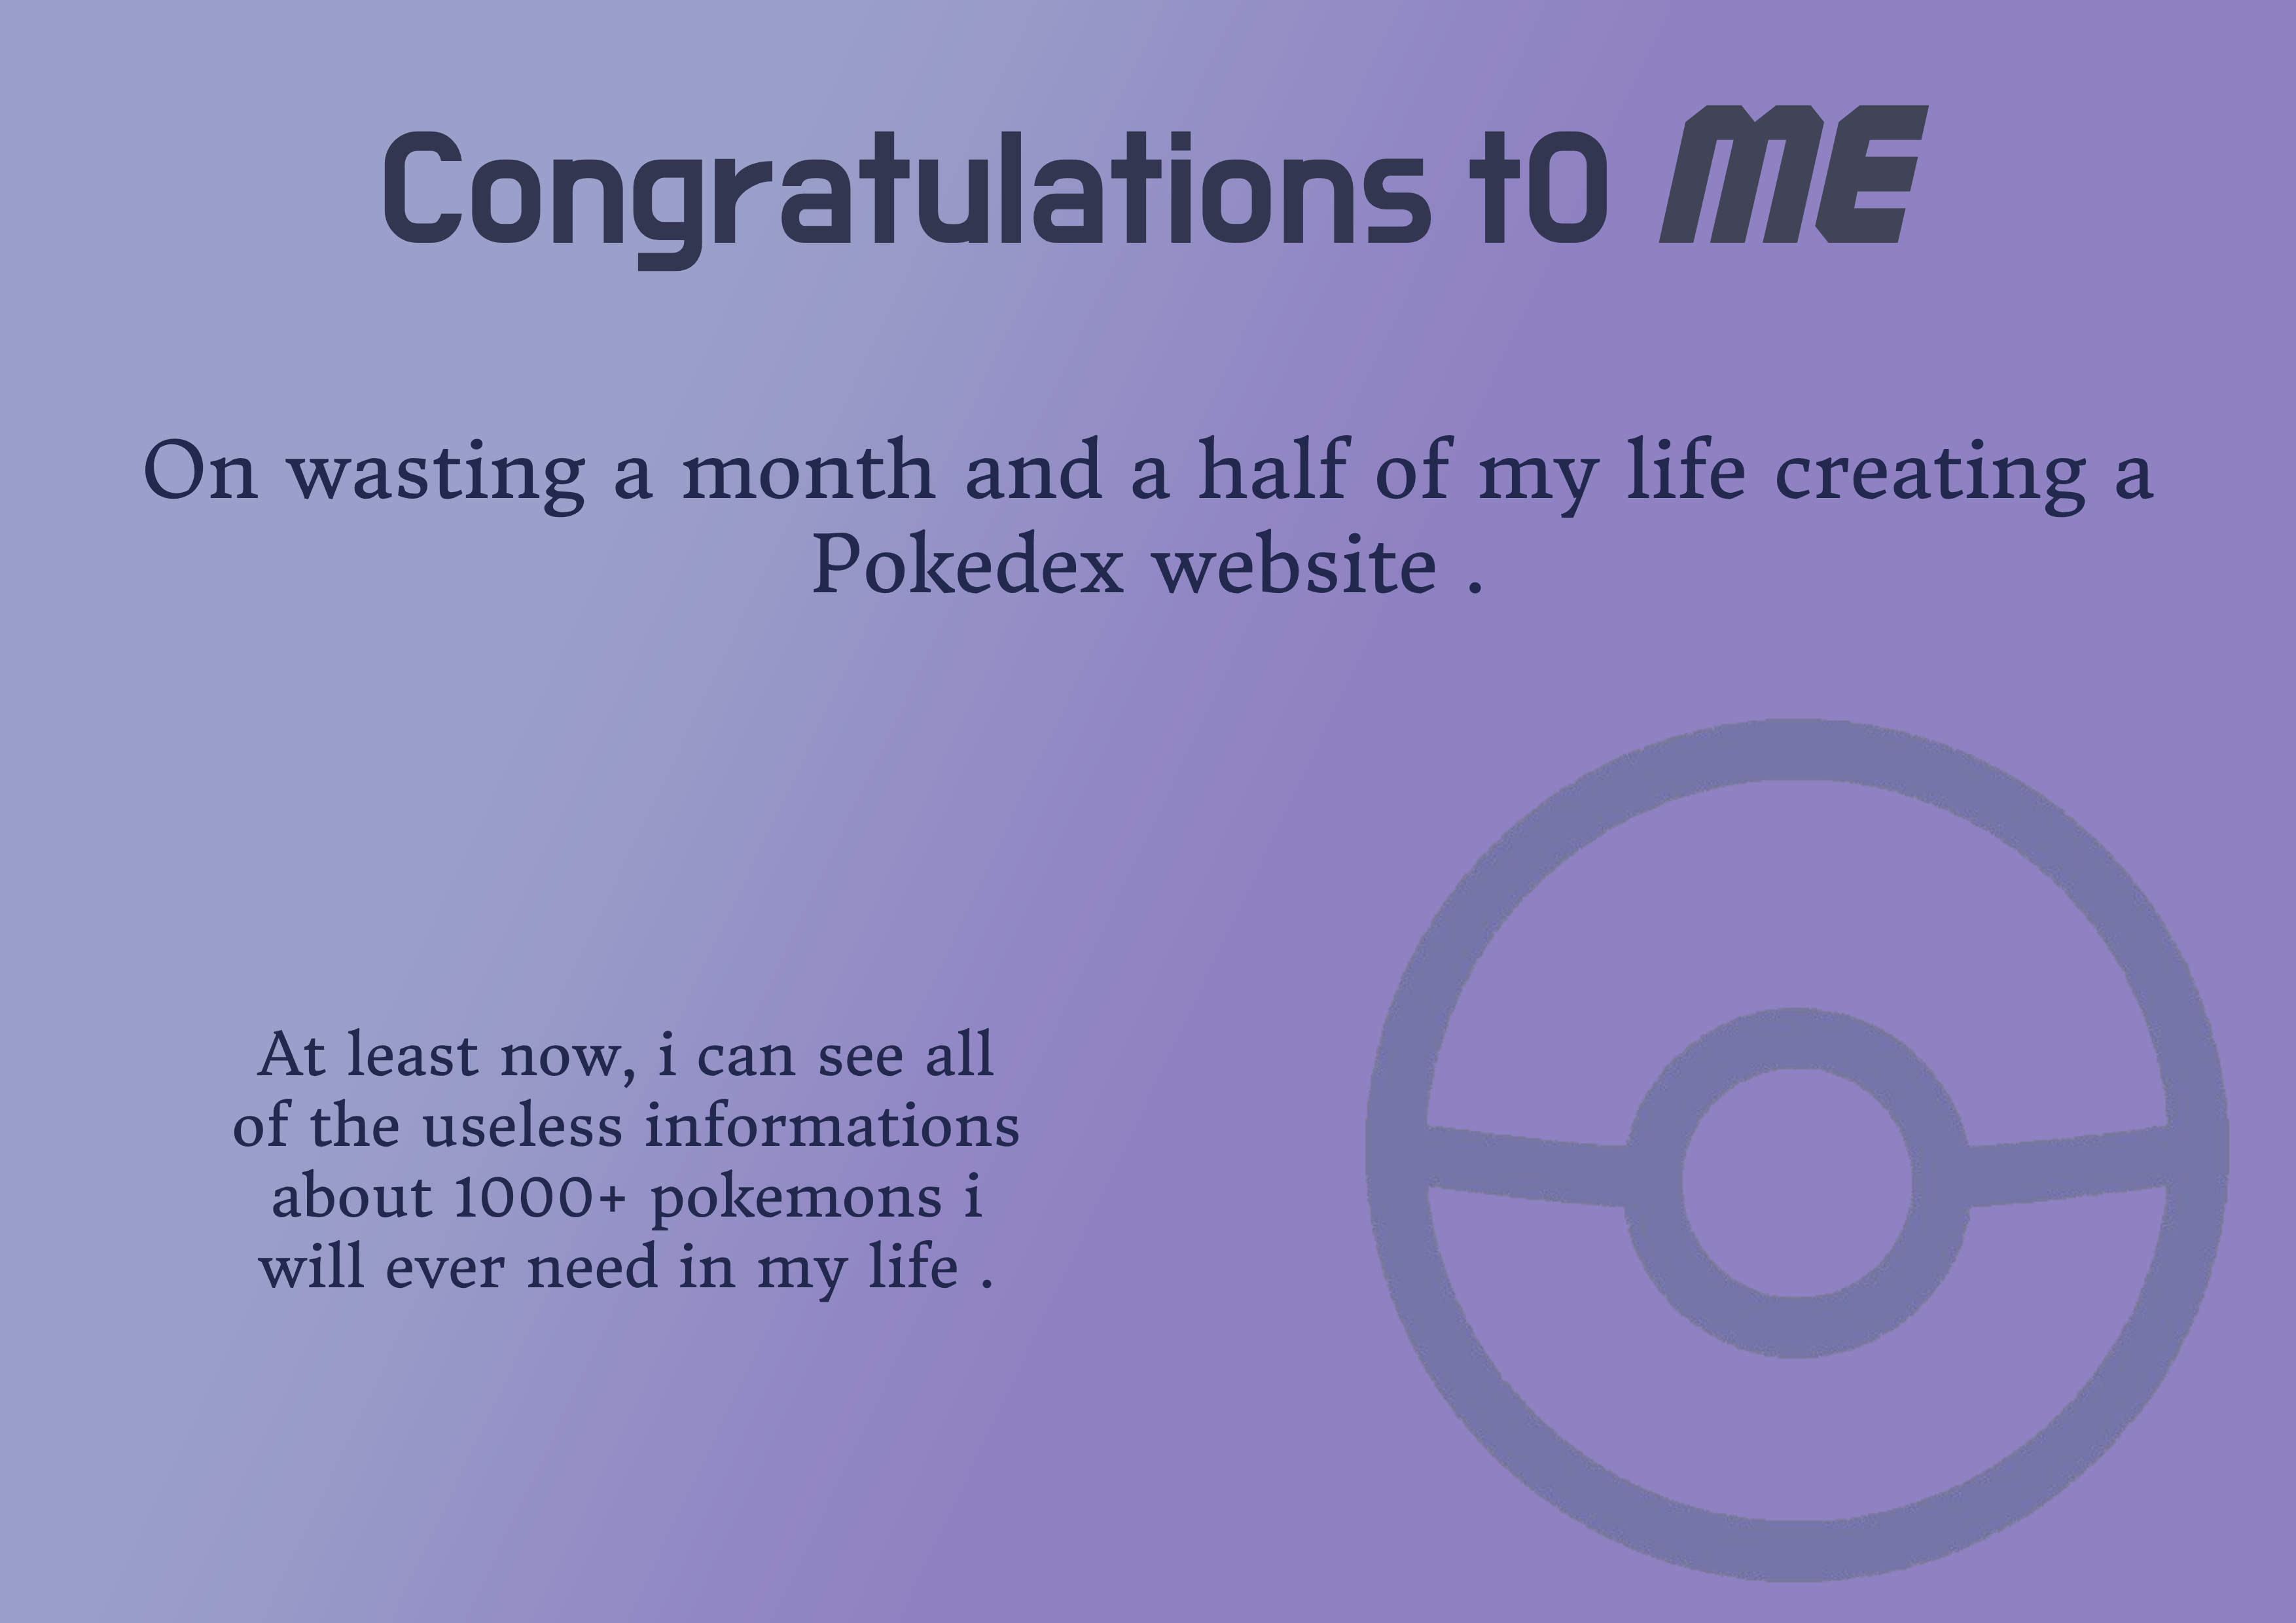 Congratulations tO ME
On wasting a month and a half of my life creating a
Pokedex website .
At least now, i can see all
of the useless informations
about 1000+ pokemons i
will ever need in my life .